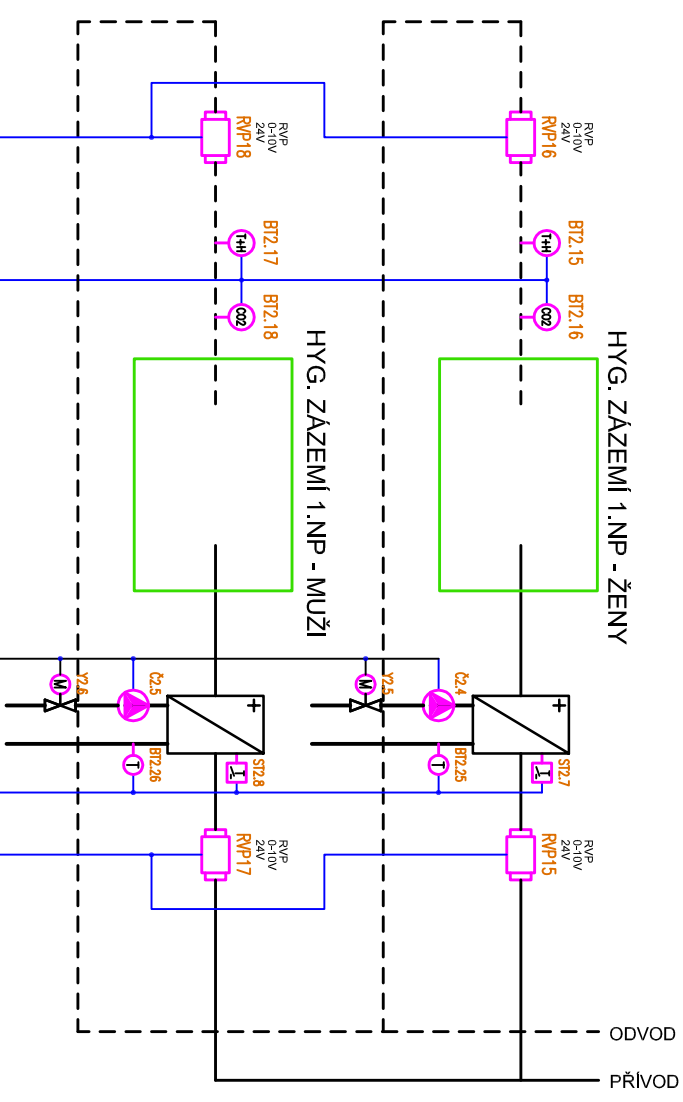 RVP
0-10V
24V
RVP18
RVP
0-10V
24V
RVP16
BT2.17
T+H
BT2.15
T+H
BT2.18
CO2
BT2.16
CO2
HYG. ZÁZEMÍ 1.NP - MUŽI
HYG. ZÁZEMÍ 1.NP - ŽENY
Y2.6
M
Č2.5
+
Y2.5
M
Č2.4
+
BT2.26
T
ST2.8
T
BT2.25
T
ST2.7
T
RVP
0-10V
24V
RVP17
RVP
0-10V
24V
RVP15
ODVOD
PŘÍVOD